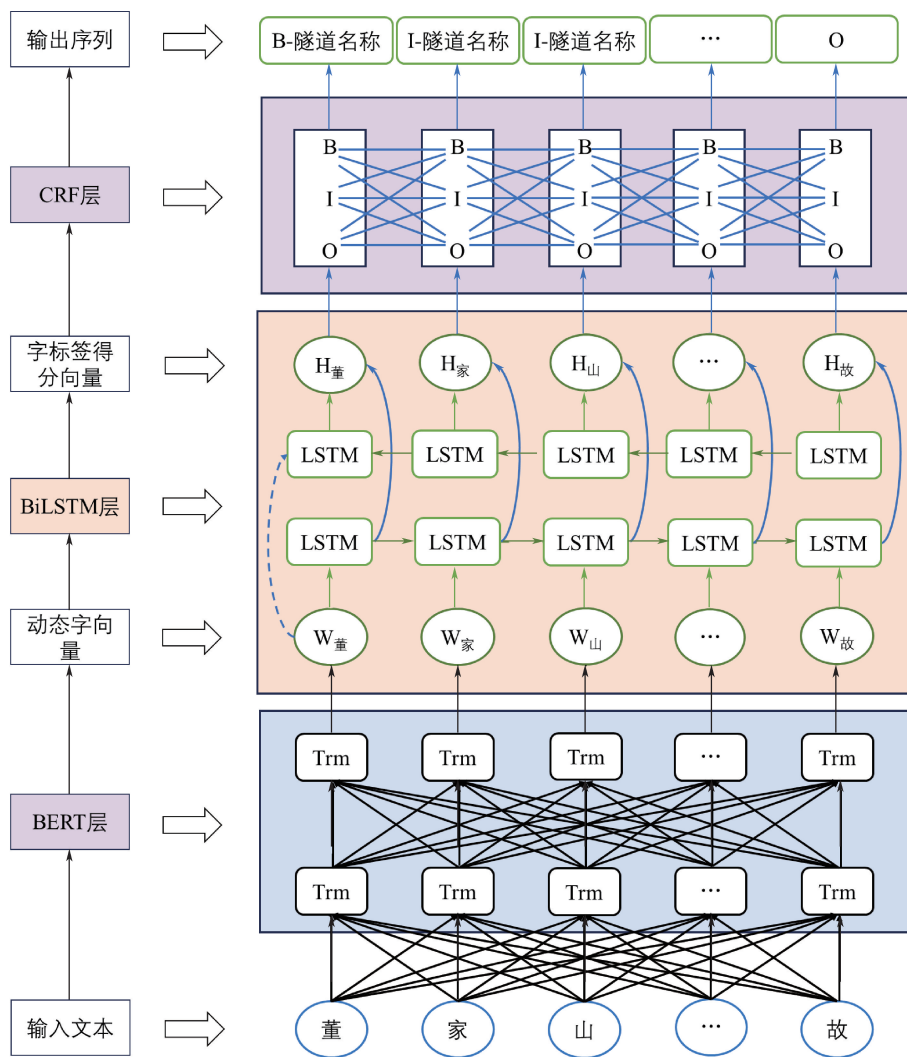 输出序列
B-隧道名称 I-隧道名称 I-隧道名称 … O
B B B B B
CRF层
I I I I I
O O O O O
字标签得
分向量
H董 H家 H山 … H故
LSTM LSTM LSTM LSTM LSTM
BiLSTM层
LSTM LSTM LSTM LSTM LSTM
动态字向
量
W董 W家 W山 … W故
Trm Trm Trm … Trm
BERT层
Trm Trm Trm … Trm
输入文本
董 家 山 … 故